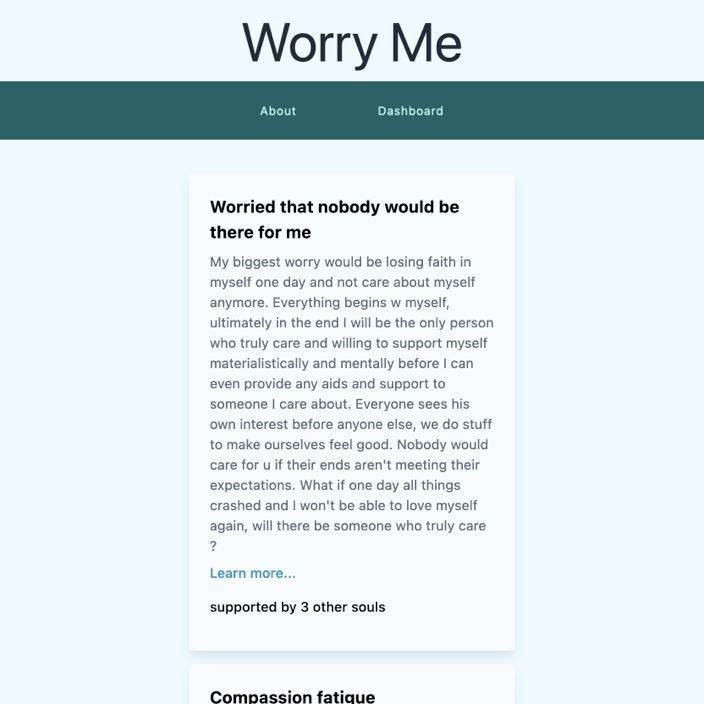 Worry Me
About Dashboard
Worried that nobody would be
there for me
My biggest worry would be losing faith in
myself one day and not care about myself
anymore. Everything begins w myself,
ultimately in the end I will be the only person
who truly care and willing to support myself
materialistically and mentally before I can
even provide any aids and support to
someone I care about. Everyone sees his
own interest before anyone else, we do stuff
to make ourselves feel good. Nobody would
care for u if their ends aren't meeting their
expectations. What if one day all things
crashed and I won't be able to love myself
again, will there be someone who truly care
?
Learn more...
supported by 3 other souls
Compassion fatigue